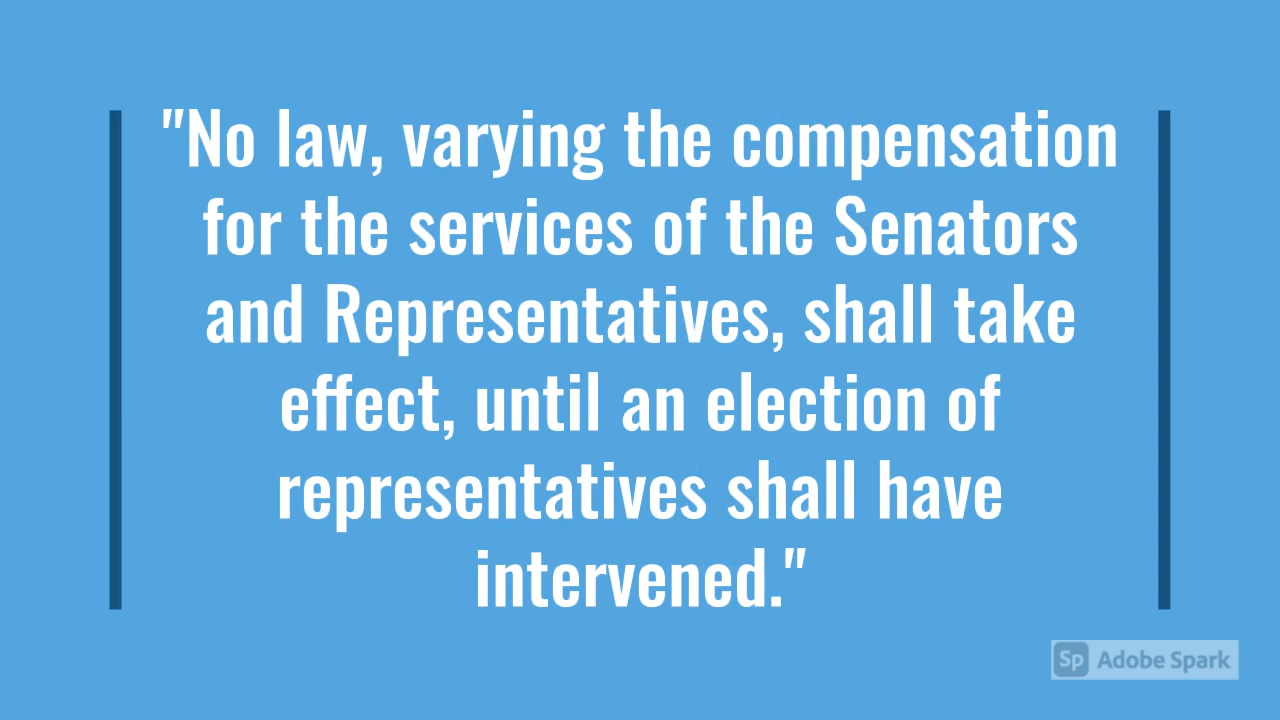 "No law, varying the compensation
for the services of the Senators
and Representatives, shall take
effect, until an election of
representatives shall have
intervened."
Sp Adobe Spark